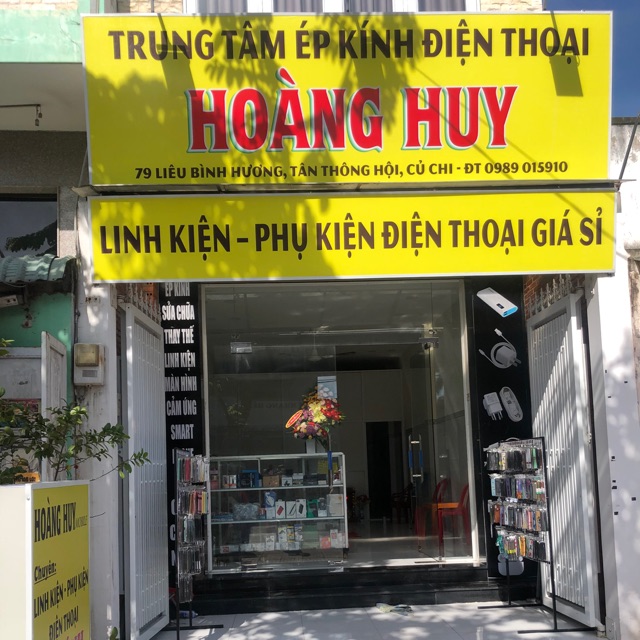 TRUNG TÂM ÉP KÍNH ĐIỆN THOẠI
HOÀNG HUY
79 LIÊU BÌNH HƯƠNG, TÂN THÔNG HỘI, CỦ CHI - ĐT 0989 015910
LINH KIỆN - PHỤ KIỆN ĐIỆN THOẠI GIÁ SỈ
ÉP KÍNH
SỬA CHỮA
THAY THẾ
LINH KIỆN
MÀN HÌNH
CẢM ỨNG
SMART
HOÀNG HUY
Chuyên:
LINH KIỆN - PHỤ KIỆN
ĐIỆN THOẠI